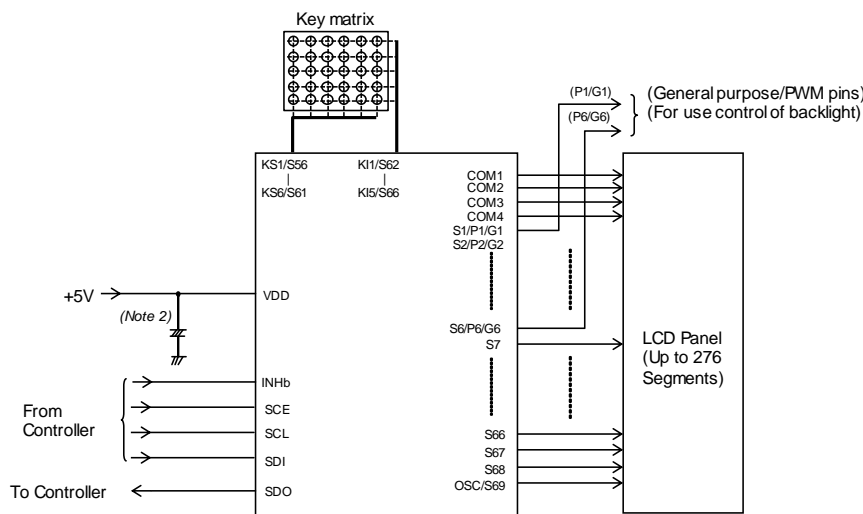 Key matrix
(P1/G1)
(P6/G6)
(General purpose/PWM pins)
(For use control of backlight)
KS1/S56
|
KS6/S61
KI1/S62
|
KI5/S66
COM1
COM2
COM3
COM4
S1/P1/G1
S2/P2/G2
+5V
(Note 2)
VDD
S6/P6/G6
S7
LCD Panel
(Up to 276
Segments)
From
Controller
INHb
SCE
SCL
SDI
S66
S67
S68
OSC/S69
To Controller
SDO